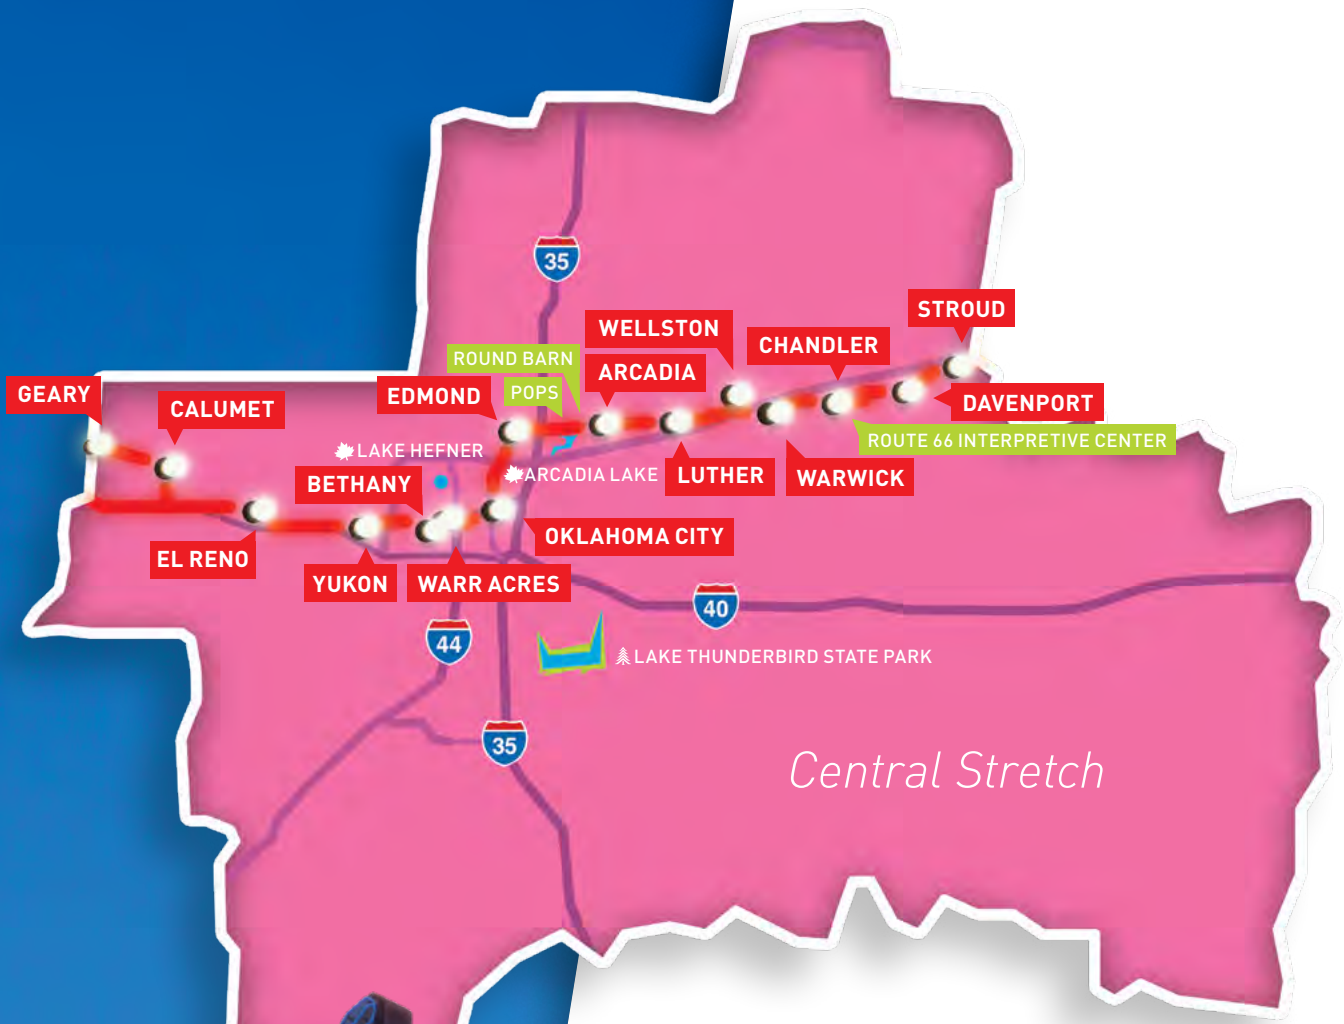 35
STROUD
WELLSTON
CHANDLER
ROUND BARN
ARCADIA
GEARY
EDMOND
POPS
CALUMET
DAVENPORT
ROUTE 66 INTERPRETIVE CENTER
LAKE HEFNER
ARCADIA LAKE
LUTHER
WARWICK
BETHANY
OKLAHOMA CITY
EL RENO
YUKON
WARR ACRES
40
44
LAKE THUNDERBIRD STATE PARK
35
Central Stretch